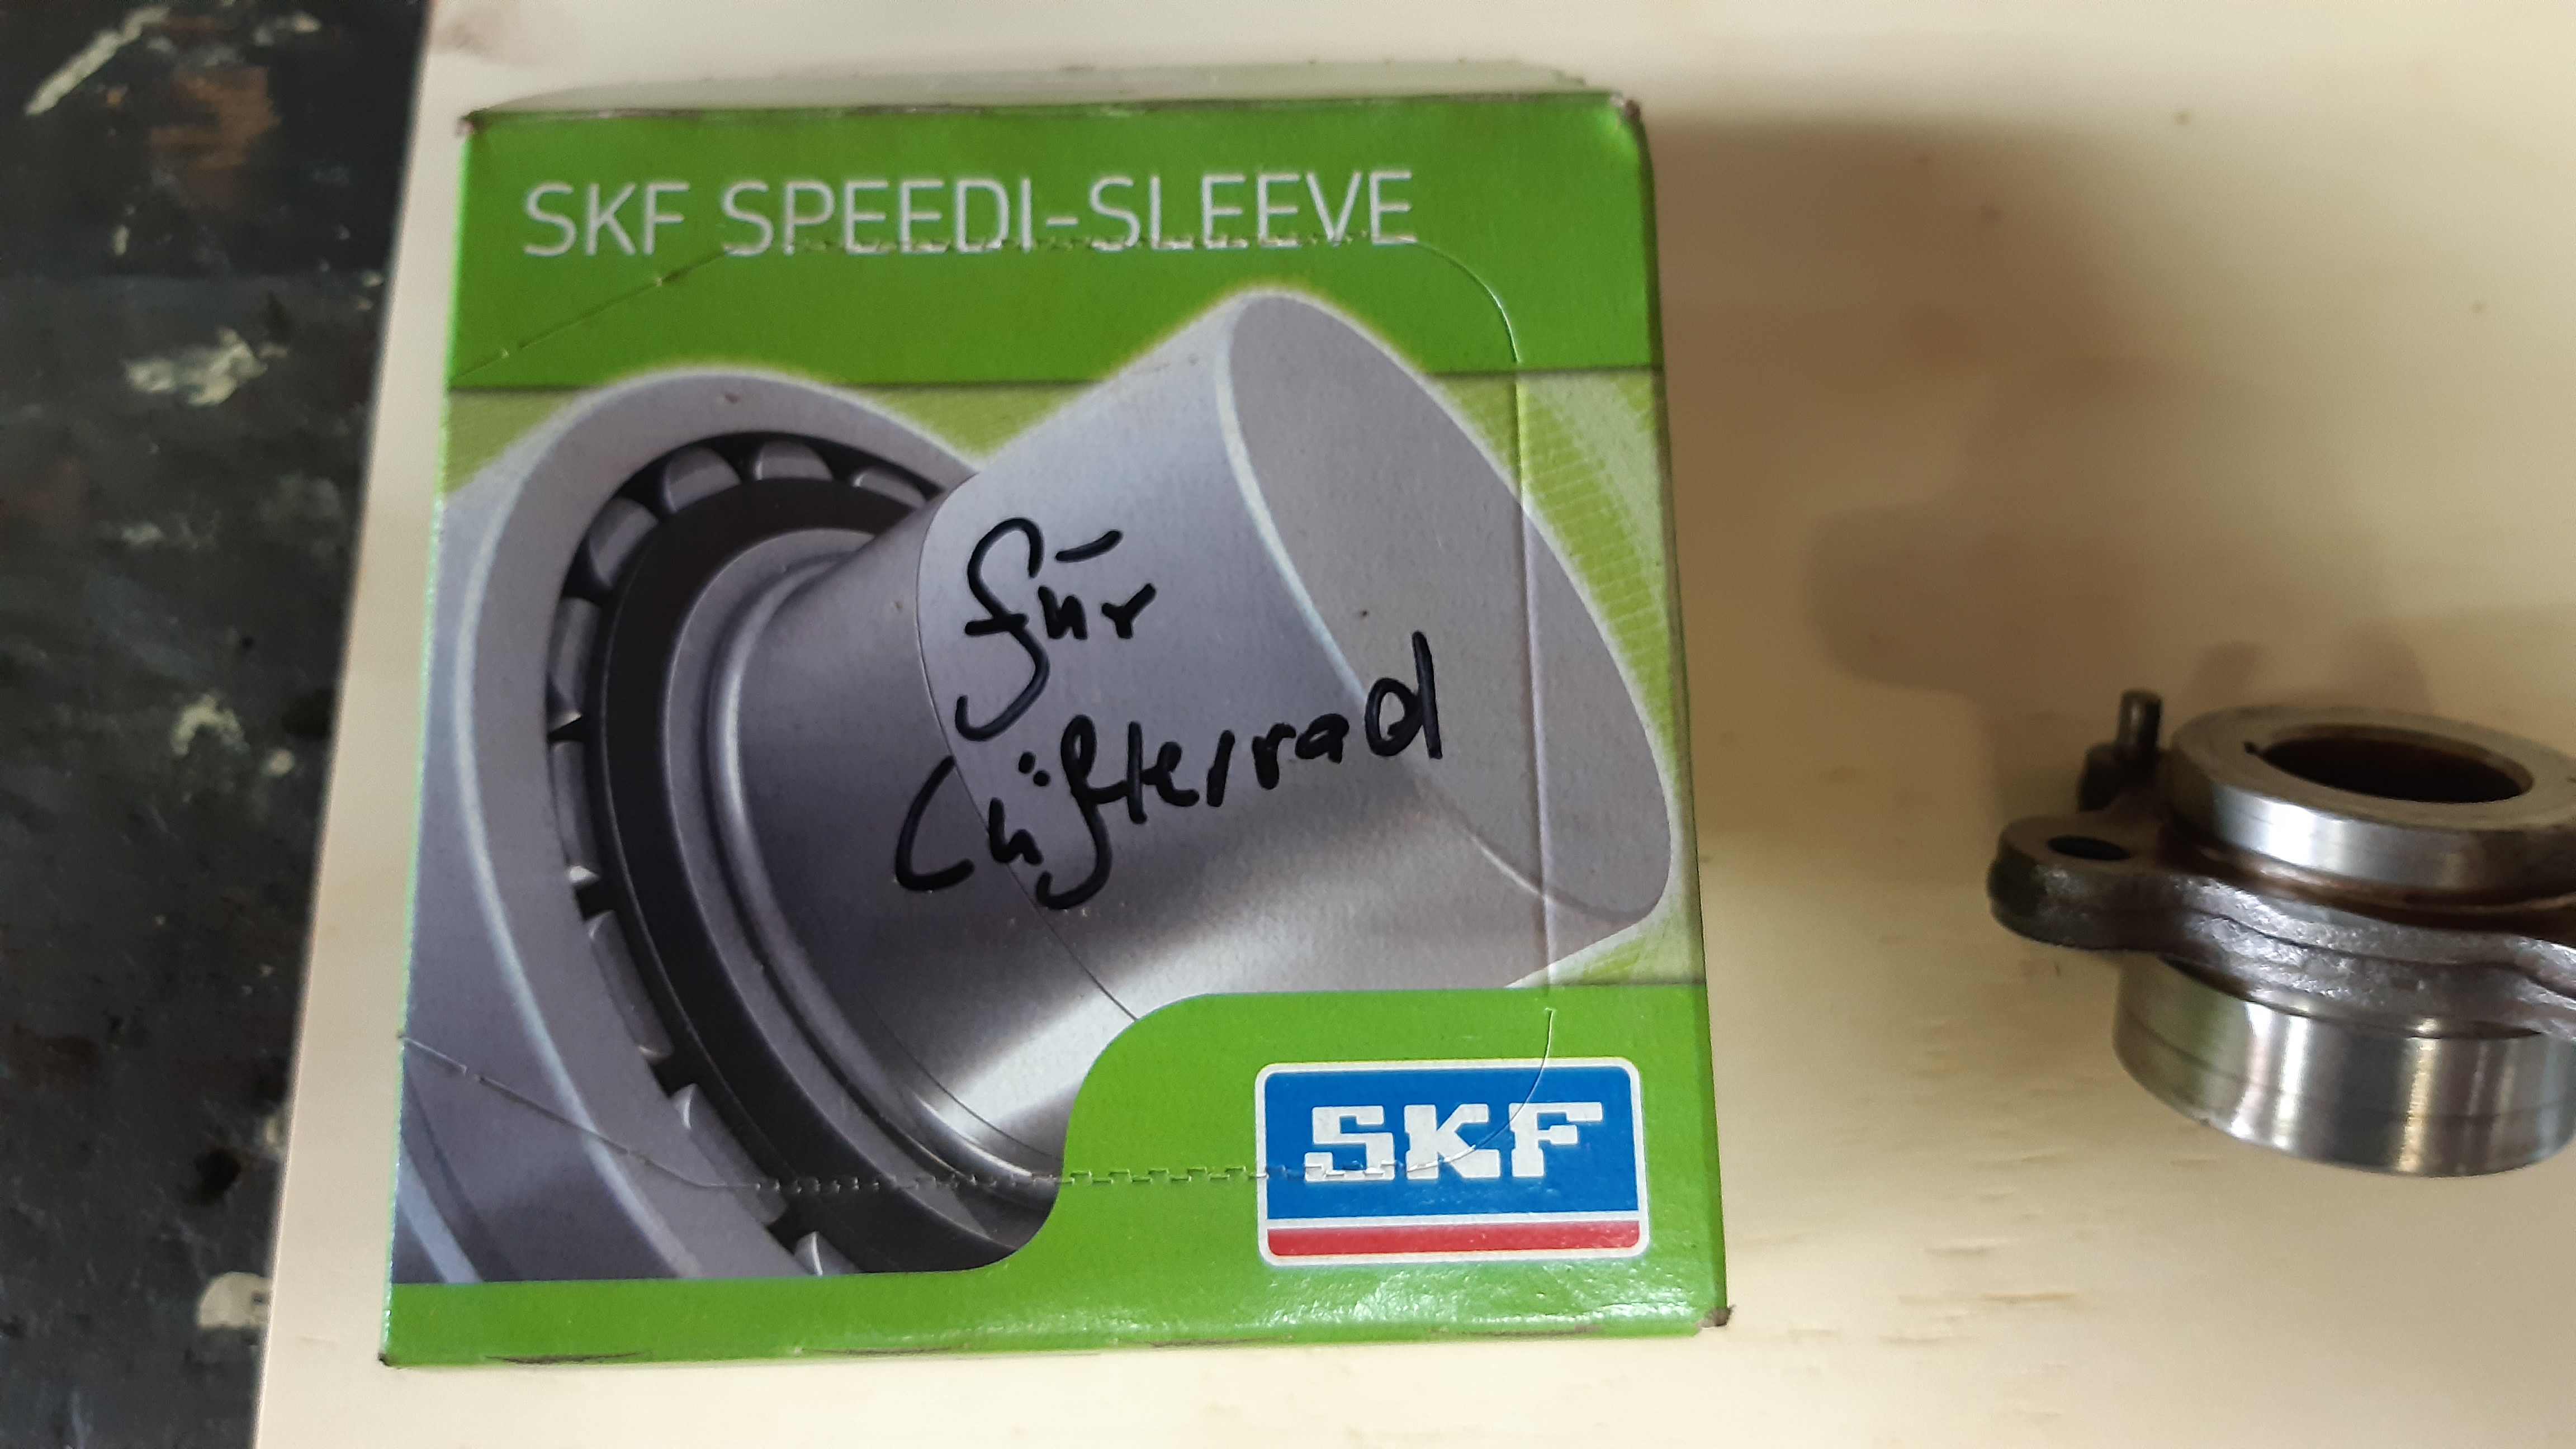 SKF SPEEDI-SLEEVE
für
Lüfterrad
SKF